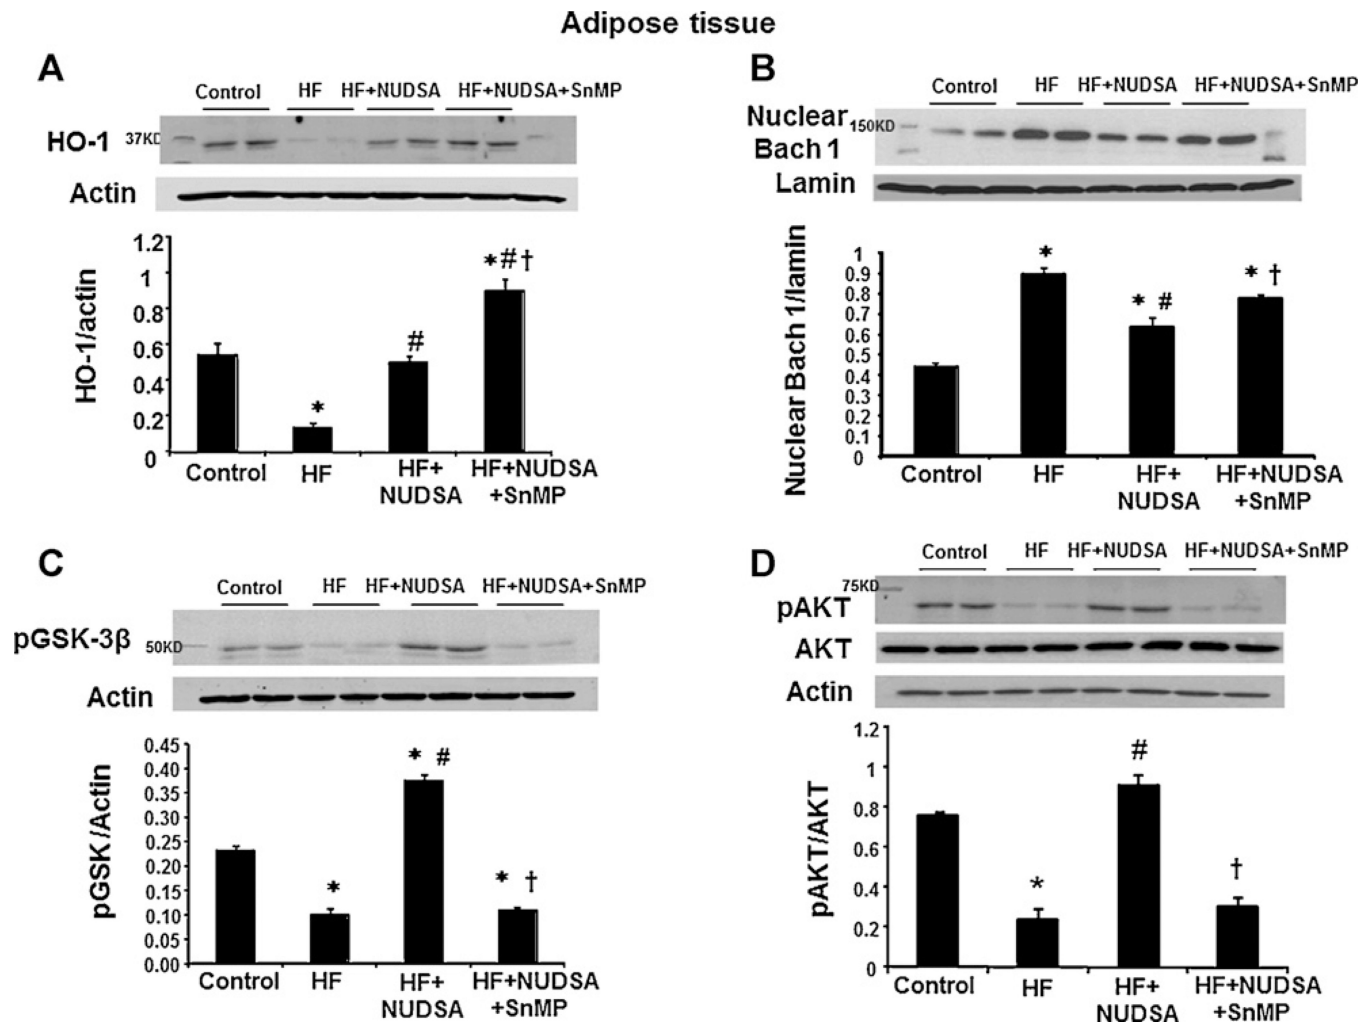 Adipose tissue
A
Control HF HF+NUDSA HF+NUDSA+SnMP
HO-1 37KD
Actin
HO-1/actin
1.2
1
0.8
0.6
0.4
0.2
0
*
#
*#†
Control HF HF+ NUDSA HF+NUDSA +SnMP
B
Control HF HF+NUDSA HF+NUDSA+SnMP
Nuclear Bach 1 150KD
Lamin
Nuclear Bach 1/lamin
1
0.9
0.8
0.7
0.6
0.5
0.4
0.3
0.2
0.1
0
*
* #
* †
Control HF HF+ NUDSA HF+NUDSA +SnMP
C
Control HF HF+NUDSA HF+NUDSA+SnMP
pGSK-3β 50KD
Actin
pGSK/Actin
0.45
0.40
0.35
0.30
0.25
0.20
0.15
0.10
0.05
0.00
*
* #
* †
Control HF HF+ NUDSA HF+NUDSA +SnMP
D
Control HF HF+NUDSA HF+NUDSA+SnMP
75KD
pAKT
AKT
Actin
pAKT/AKT
1.2
1
0.8
0.6
0.4
0.2
0
*
#
†
Control HF HF+ NUDSA HF+NUDSA +SnMP